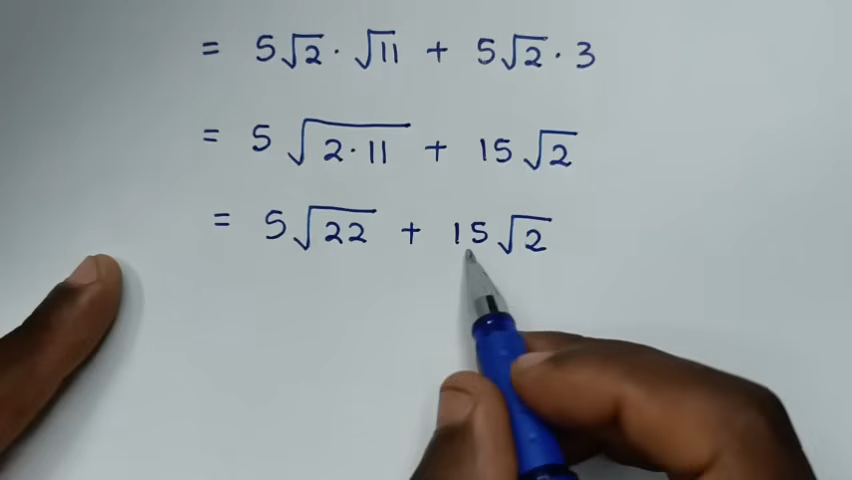 = 5√2 · √11 + 5√2 · 3
= 5 √(2 · 11) + 15 √2
= 5√22 + 15√2